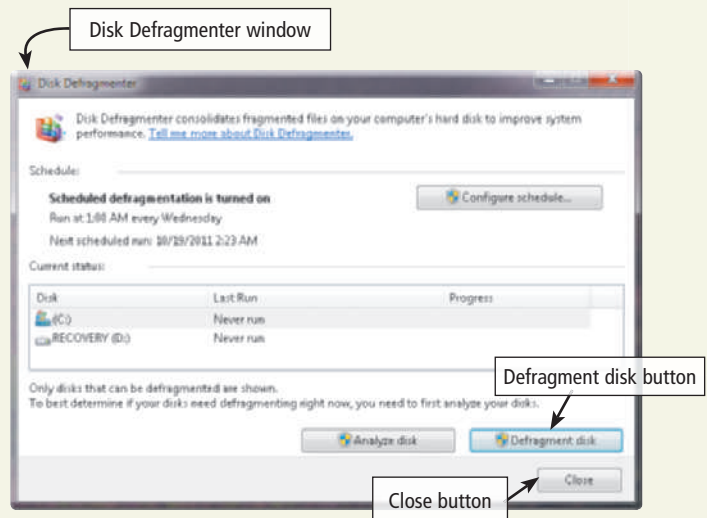 Disk Defragmenter window
Disk Defragmenter
Disk Defragmenter consolidates fragmented files on your computer's hard disk to improve system
performance. Tell me more about Disk Defragmenter.
Schedule:
Scheduled defragmentation is turned on
Configure schedule...
Run at 1:00 AM every Wednesday
Next scheduled run: 10/19/2011 2:23 AM
Current status:
Disk Last Run Progress
(C:) Never run
RECOVERY (D:) Never run
Only disks that can be defragmented are shown.
To best determine if your disks need defragmenting right now, you need to first analyze your disks.
Defragment disk button
Analyze disk
Defragment disk
Close
Close button